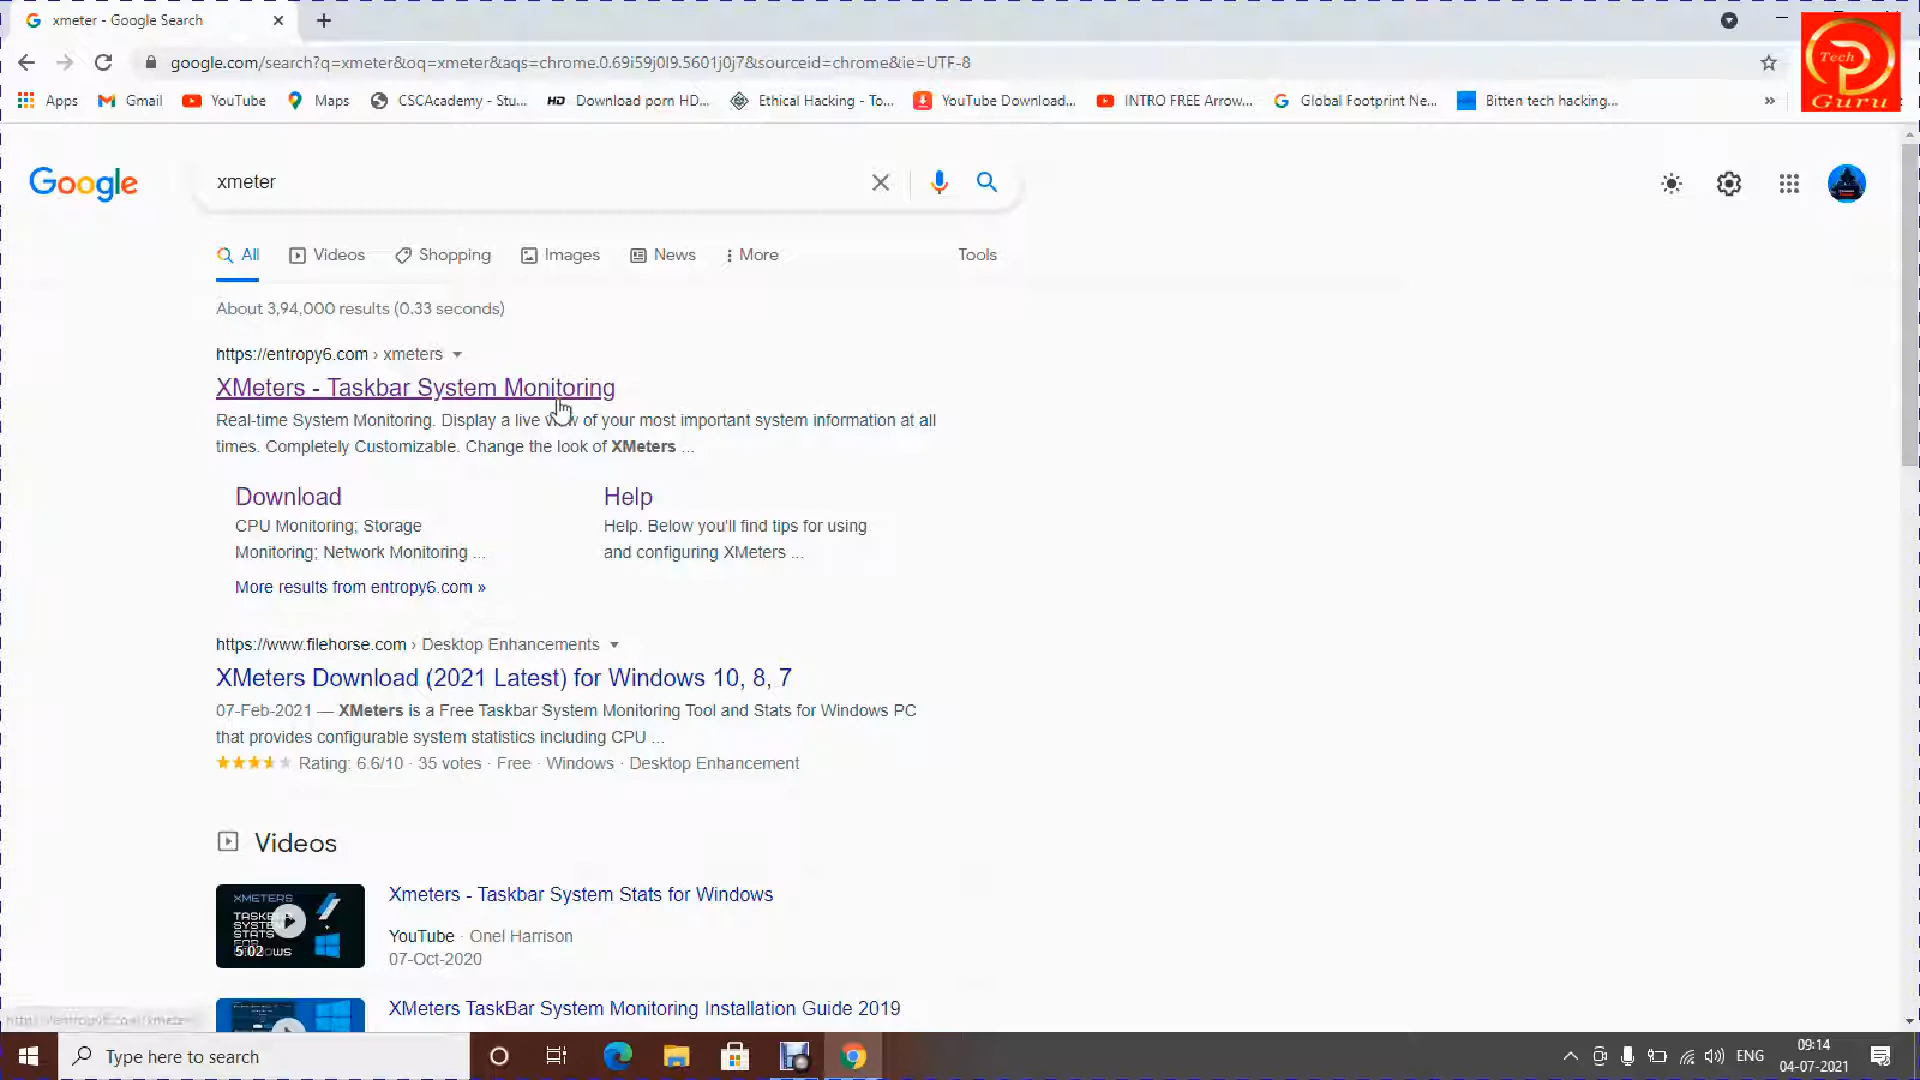 xmeter - Google Search
google.com/search?q=xmeter&oq=xmeter&aqs=chrome.0.69i59j0l9.5601j0j7&sourceid=chrome&ie=UTF-8
Tech
Guru
Apps
Gmail
YouTube
Maps
CSCAcademy - Stu...
HD
Download porn HD...
Ethical Hacking - To...
YouTube Download...
INTRO FREE Arrow...
Global Footprint Ne...
Bitten tech hacking...
»
Google
xmeter
All
Videos
Shopping
Images
News
More
Tools
About 3,94,000 results (0.33 seconds)
https://entropy6.com › xmeters
XMeters - Taskbar System Monitoring
Real-time System Monitoring. Display a live view of your most important system information at all
times. Completely Customizable. Change the look of XMeters ...
Download
CPU Monitoring; Storage
Monitoring; Network Monitoring ...
Help
Help. Below you'll find tips for using
and configuring XMeters ...
More results from entropy6.com »
https://www.filehorse.com › Desktop Enhancements
XMeters Download (2021 Latest) for Windows 10, 8, 7
07-Feb-2021 — XMeters is a Free Taskbar System Monitoring Tool and Stats for Windows PC
that provides configurable system statistics including CPU ...
Rating: 6.6/10 · 35 votes · Free · Windows · Desktop Enhancement
Videos
XMETERS
5:02
Xmeters - Taskbar System Stats for Windows
YouTube · Onel Harrison
07-Oct-2020
XMeters TaskBar System Monitoring Installation Guide 2019
Type here to search
ENG
09:14
04-07-2021